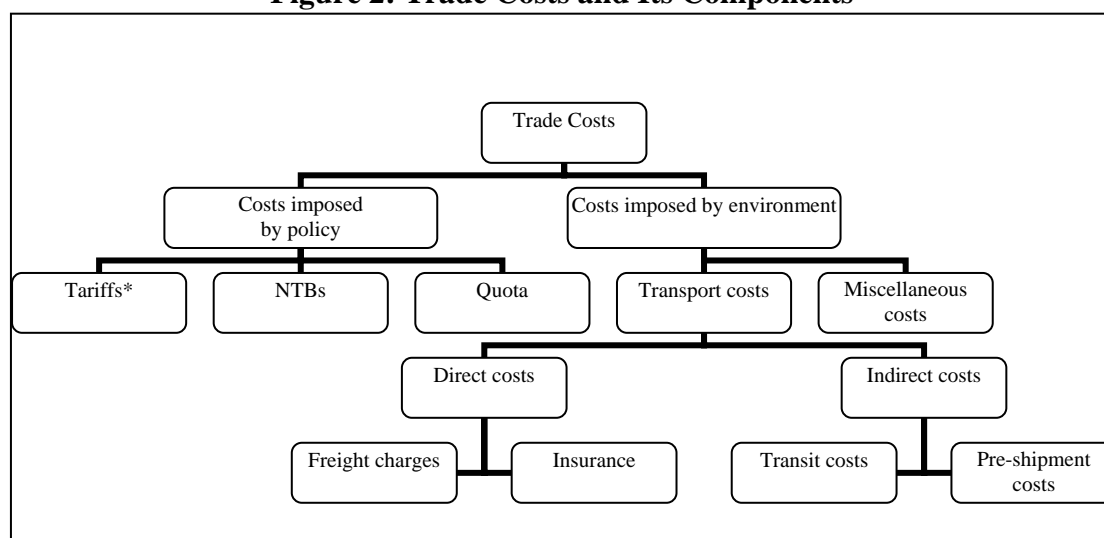 Figure 2: Trade Costs and Its Components
Trade Costs
Costs imposed
by policy
Costs imposed by environment
Tariffs*
NTBs
Quota
Transport costs
Miscellaneous
costs
Direct costs
Indirect costs
Freight charges
Insurance
Transit costs
Pre-shipment
costs